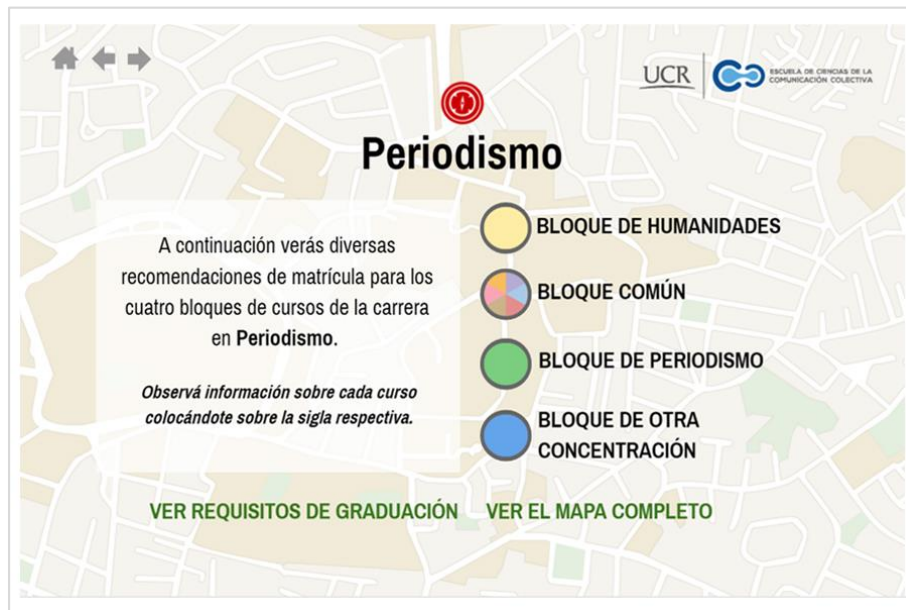 UCR
ESCUELA DE CIENCIAS DE LA
COMUNICACIÓN COLECTIVA
Periodismo
A continuación verás diversas
recomendaciones de matrícula para los
cuatro bloques de cursos de la carrera
en Periodismo.
Observá información sobre cada curso
colocándote sobre la sigla respectiva.
BLOQUE DE HUMANIDADES
BLOQUE COMÚN
BLOQUE DE PERIODISMO
BLOQUE DE OTRA
CONCENTRACIÓN
VER REQUISITOS DE GRADUACIÓN
VER EL MAPA COMPLETO